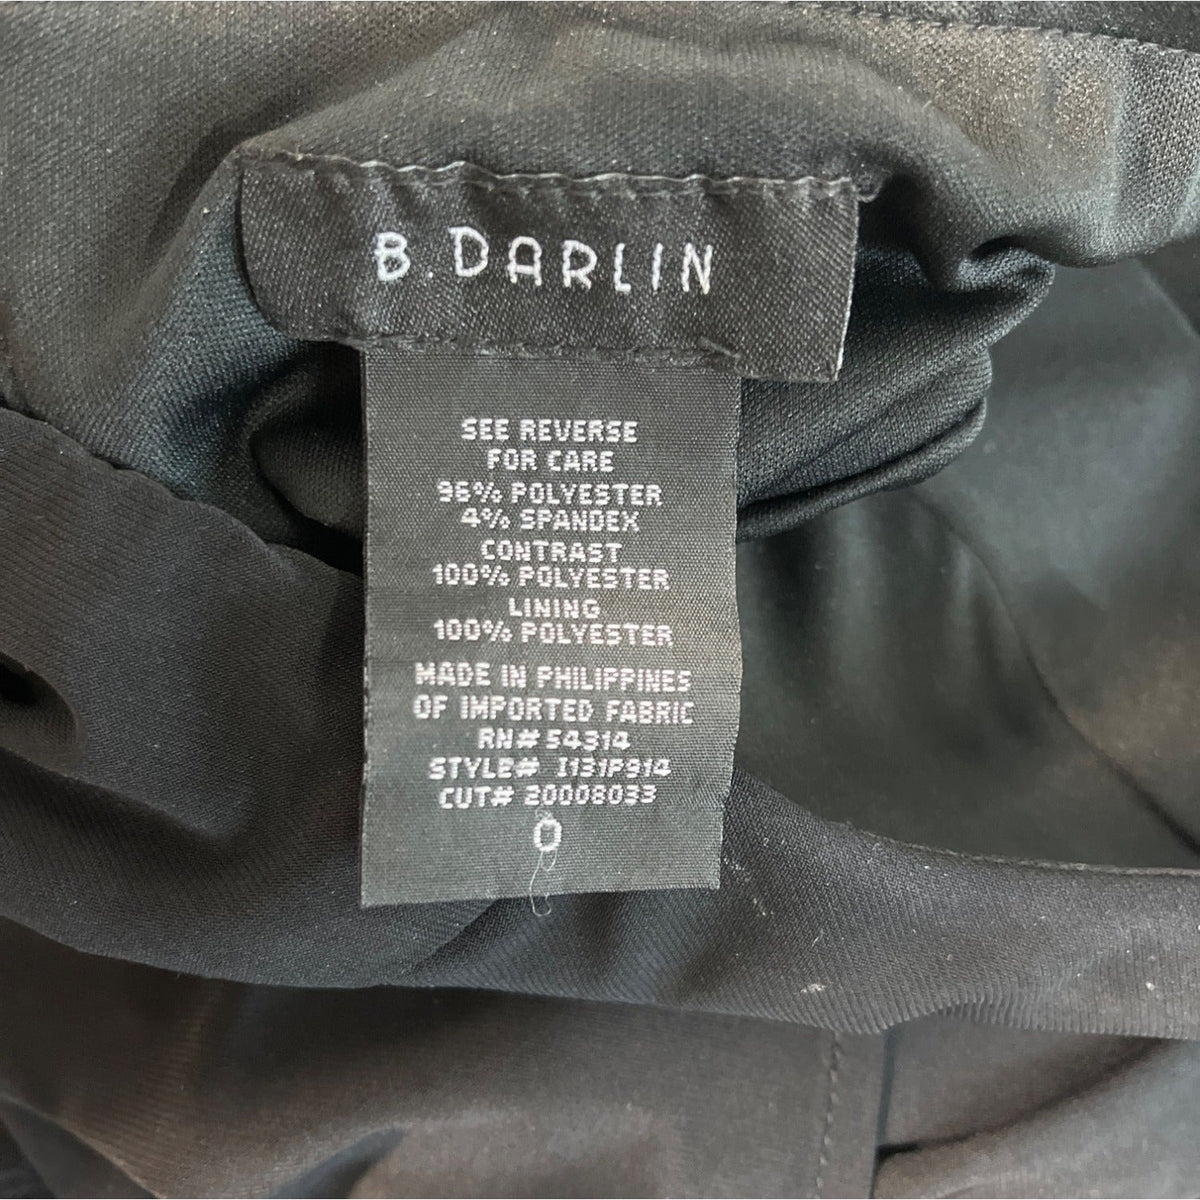 B. DARLIN
SEE REVERSE
FOR CARE
96% POLYESTER
4% SPANDEX
CONTRAST
100% POLYESTER
LINING
100% POLYESTER
MADE IN PHILIPPINES
OF IMPORTED FABRIC
RN# 54314
STYLE# I131P914
CUT# 20008033
0